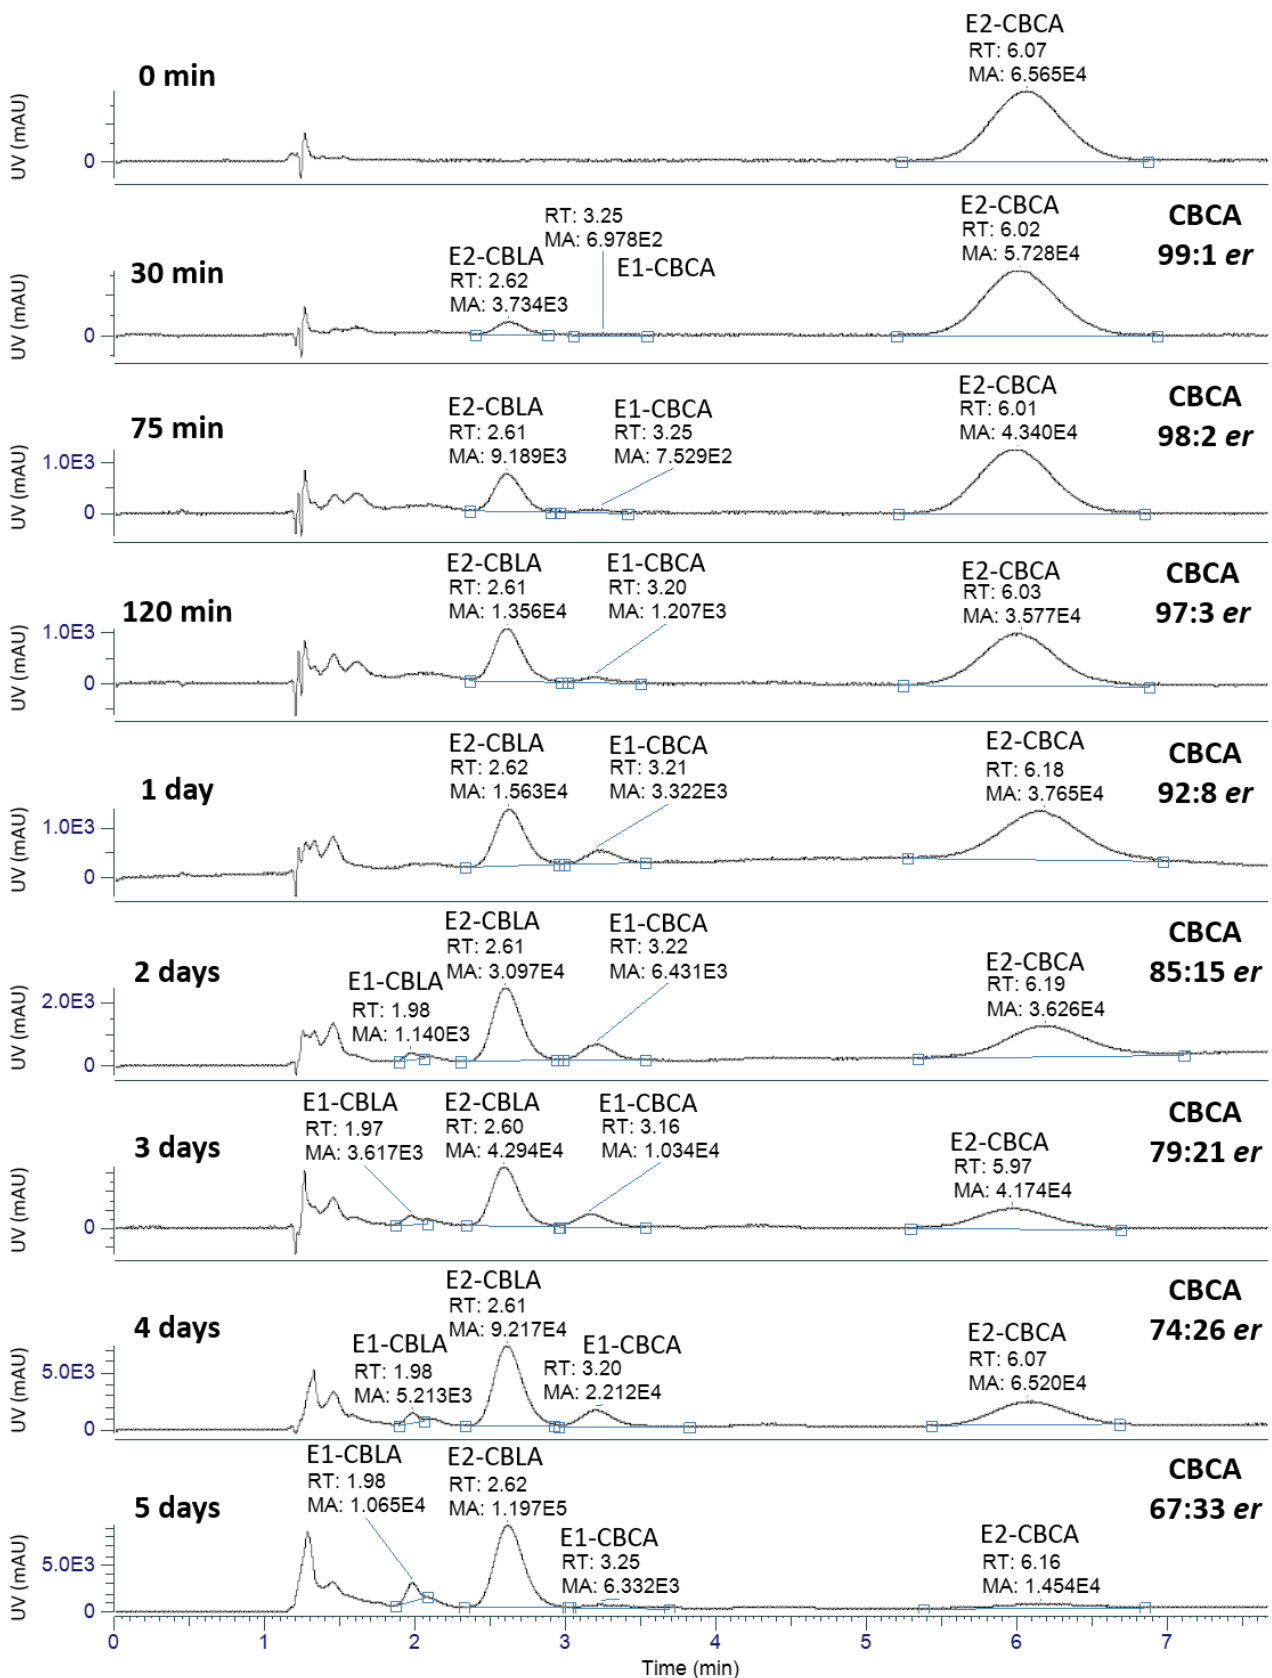 E2-CBCA
RT: 6.07
MA: 6.565E4
0 min
UV (mAU)
0
E2-CBCA
RT: 6.02
MA: 5.728E4
CBCA
99:1 er
RT: 3.25
MA: 6.978E2
E1-CBCA
E2-CBLA
RT: 2.62
MA: 3.734E3
30 min
UV (mAU)
0
E2-CBCA
RT: 6.01
MA: 4.340E4
CBCA
98:2 er
E2-CBLA
RT: 2.61
MA: 9.189E3
E1-CBCA
RT: 3.25
MA: 7.529E2
75 min
UV (mAU)
1.0E3
0
E2-CBLA
RT: 2.61
MA: 1.356E4
E1-CBCA
RT: 3.20
MA: 1.207E3
E2-CBCA
RT: 6.03
MA: 3.577E4
CBCA
97:3 er
120 min
UV (mAU)
1.0E3
0
E2-CBLA
RT: 2.62
MA: 1.563E4
E1-CBCA
RT: 3.21
MA: 3.322E3
E2-CBCA
RT: 6.18
MA: 3.765E4
CBCA
92:8 er
1 day
UV (mAU)
1.0E3
0
E2-CBLA
RT: 2.61
MA: 3.097E4
E1-CBCA
RT: 3.22
MA: 6.431E3
E2-CBCA
RT: 6.19
MA: 3.626E4
CBCA
85:15 er
2 days
E1-CBLA
RT: 1.98
MA: 1.140E3
UV (mAU)
2.0E3
0
E1-CBLA
RT: 1.97
MA: 3.617E3
E2-CBLA
RT: 2.60
MA: 4.294E4
E1-CBCA
RT: 3.16
MA: 1.034E4
E2-CBCA
RT: 5.97
MA: 4.174E4
CBCA
79:21 er
3 days
UV (mAU)
0
E2-CBLA
RT: 2.61
MA: 9.217E4
E1-CBLA
RT: 1.98
MA: 5.213E3
E1-CBCA
RT: 3.20
MA: 2.212E4
E2-CBCA
RT: 6.07
MA: 6.520E4
CBCA
74:26 er
4 days
UV (mAU)
5.0E3
0
E1-CBLA
RT: 1.98
MA: 1.065E4
E2-CBLA
RT: 2.62
MA: 1.197E5
E1-CBCA
RT: 3.25
MA: 6.332E3
E2-CBCA
RT: 6.16
MA: 1.454E4
CBCA
67:33 er
5 days
UV (mAU)
5.0E3
0
0 1 2 3 4 5 6 7
Time (min)